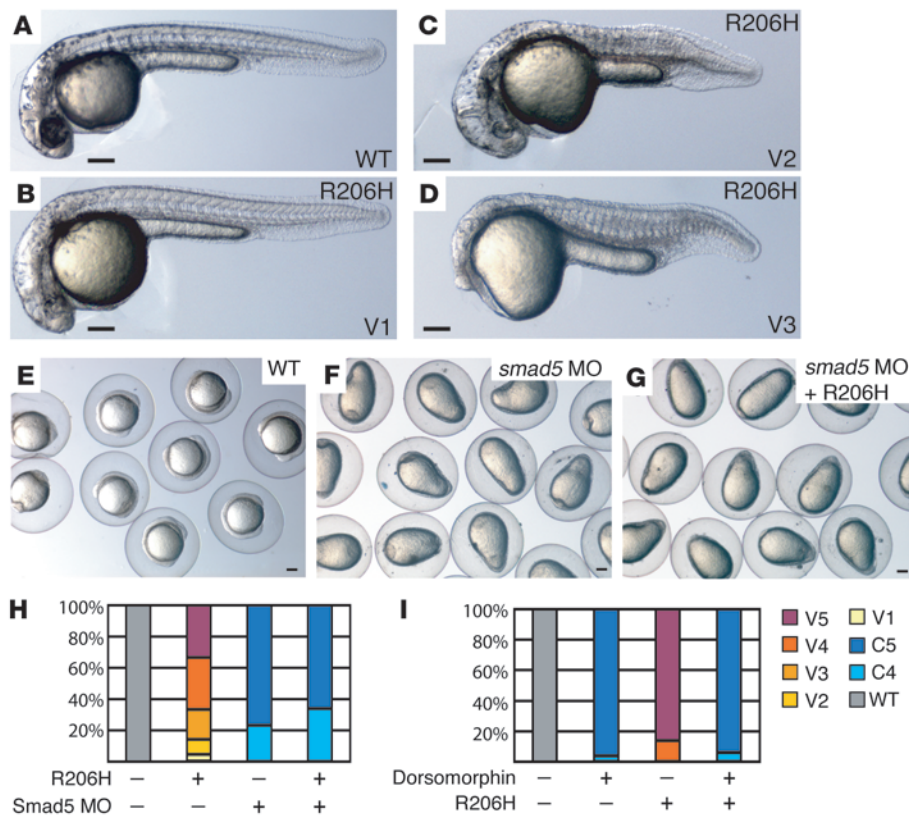 A
WT
B
R206H
V1
C
R206H
V2
D
R206H
V3
E
WT
F
smad5 MO
G
smad5 MO
+ R206H
H
100%
80%
60%
40%
20%
R206H
− + − +
Smad5 MO
− − + +
I
100%
80%
60%
40%
20%
Dorsomorphin
− + − +
R206H
− − + +
V5 V1
V4 C5
V3 C4
V2 WT